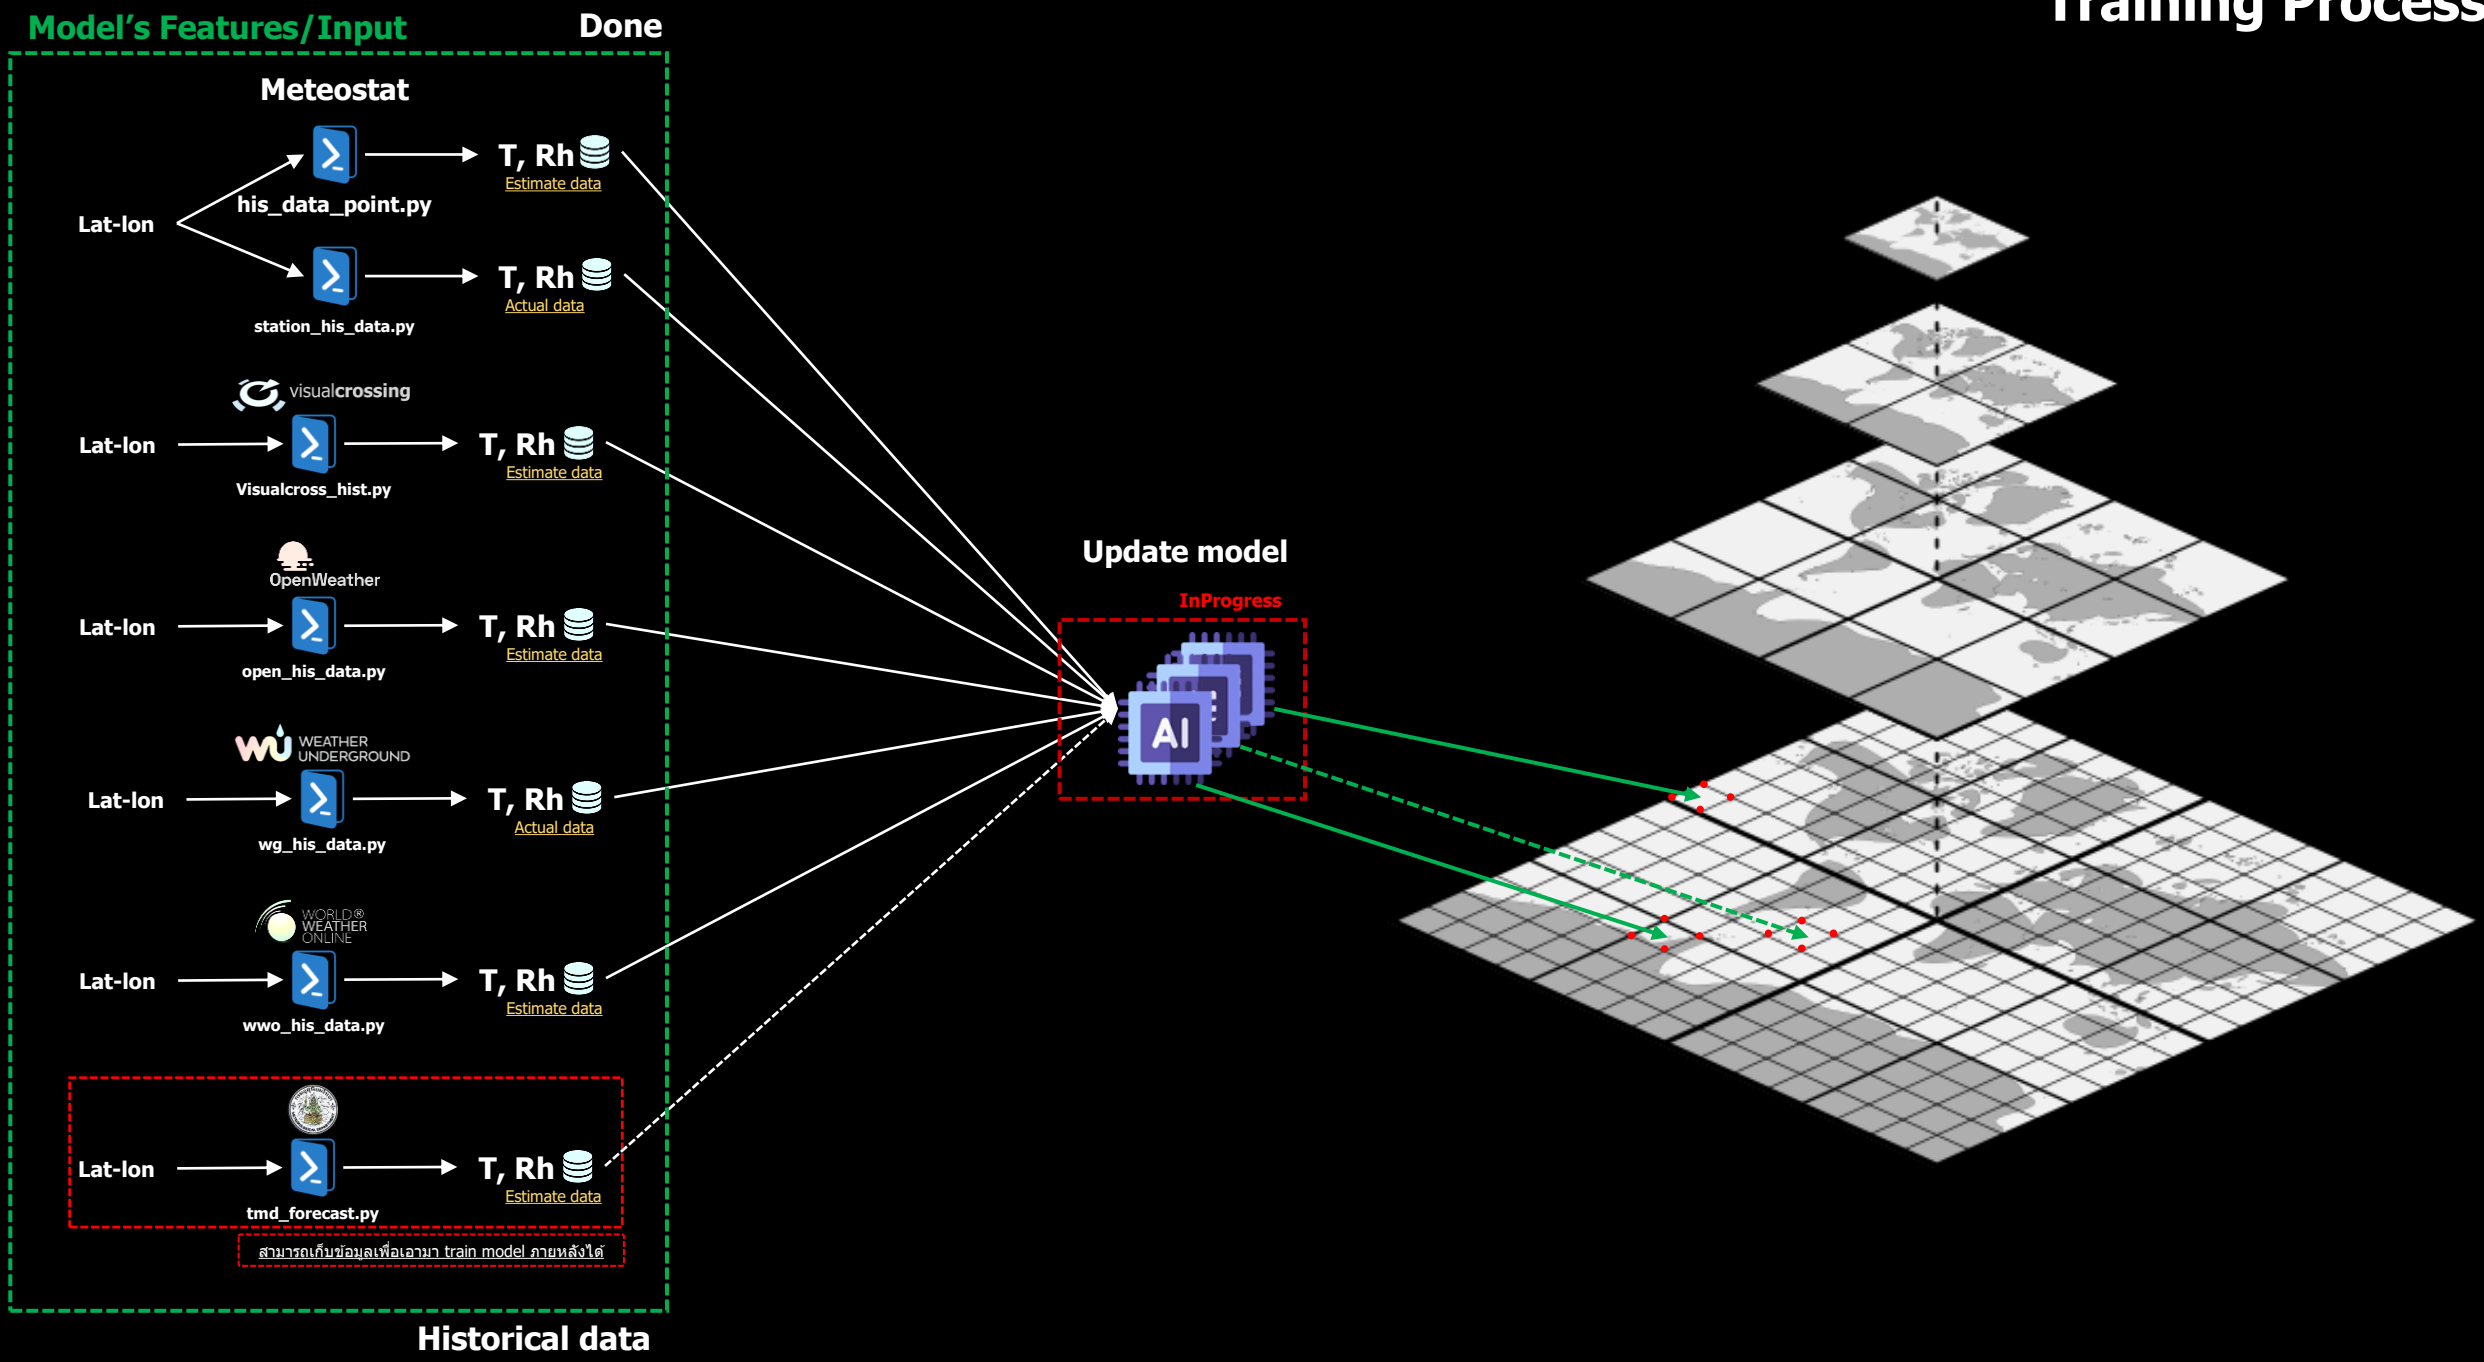 Model's Features/Input
Done
Training Process
Meteostat
his_data_point.py
T, Rh
Estimate data
Lat-lon
station_his_data.py
T, Rh
Actual data
visualcrossing
Lat-lon
T, Rh
Estimate data
Visualcross_hist.py
OpenWeather
Lat-lon
T, Rh
Estimate data
open_his_data.py
Update model
InProgress
AI
WEATHER
UNDERGROUND
Lat-lon
T, Rh
Actual data
wg_his_data.py
WORLD®
WEATHER
ONLINE
Lat-lon
T, Rh
Estimate data
wwo_his_data.py
Lat-lon
T, Rh
Estimate data
tmd_forecast.py
สามารถเก็บข้อมูลเพื่อเอามา train model ภายหลังได้
Historical data